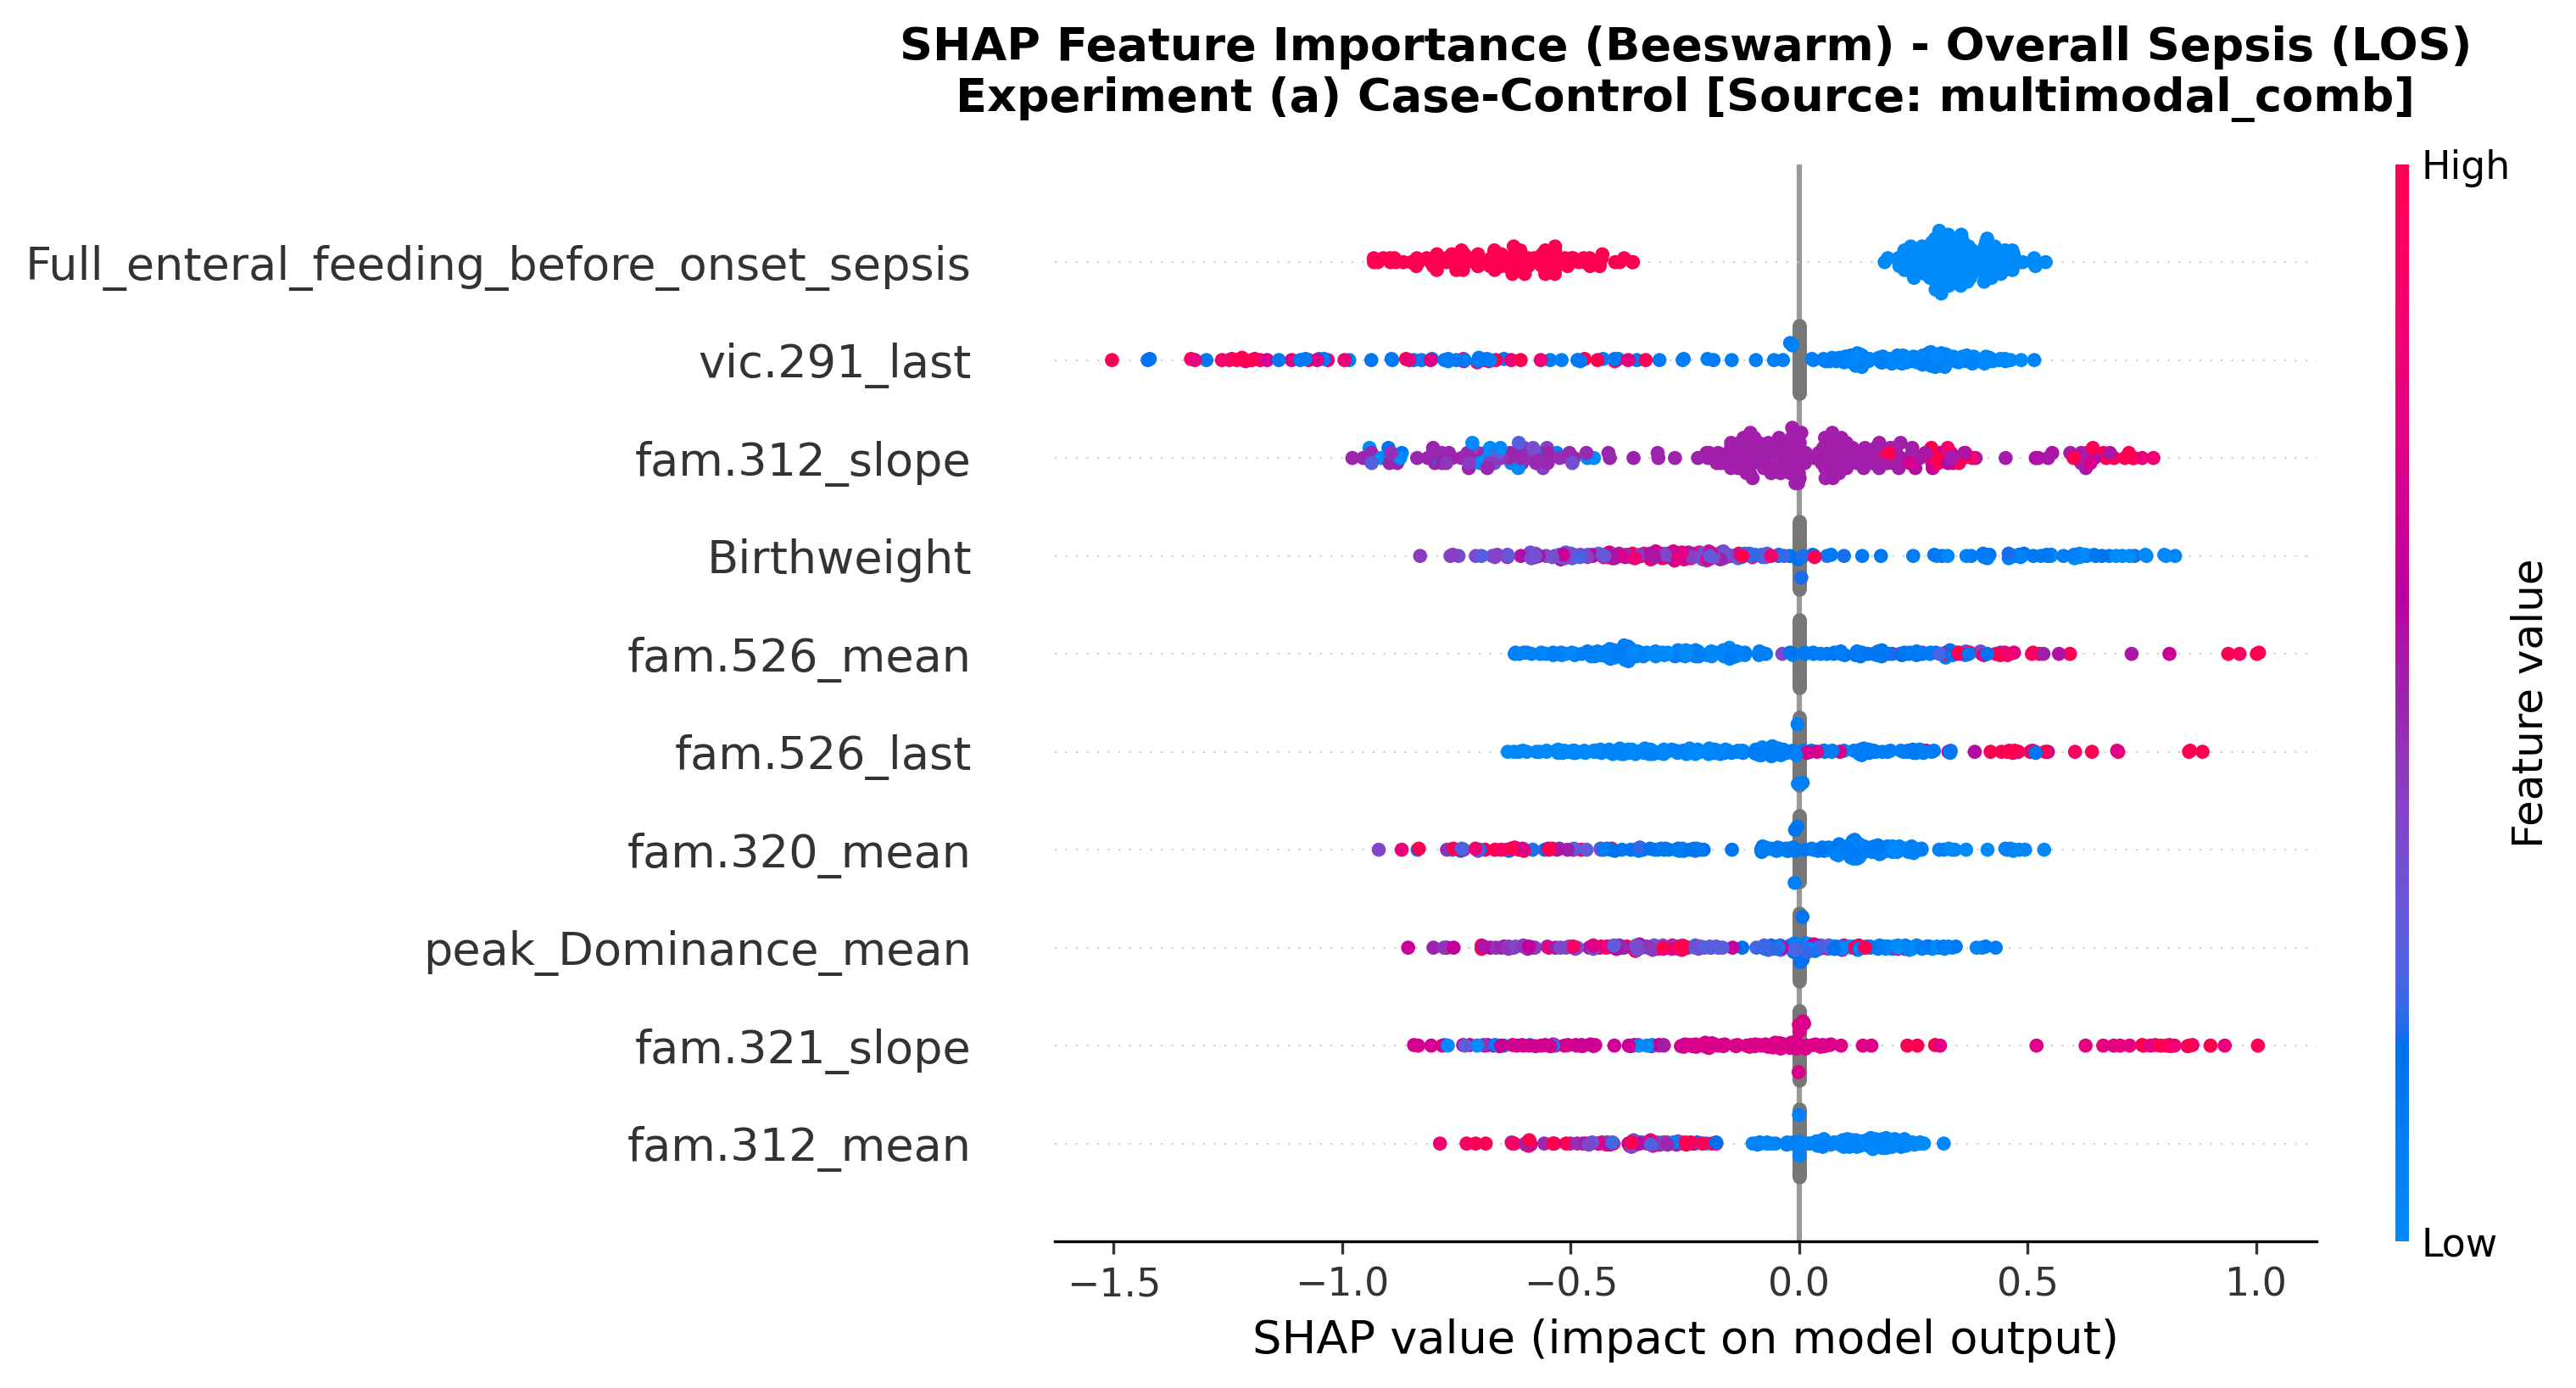 SHAP Feature Importance (Beeswarm) - Overall Sepsis (LOS)
Experiment (a) Case-Control [Source: multimodal_comb]
High
Full_enteral_feeding_before_onset_sepsis
vic.291_last
fam.312_slope
Birthweight
fam.526_mean
fam.526_last
fam.320_mean
peak_Dominance_mean
fam.321_slope
fam.312_mean
Feature value
Low
−1.5 −1.0 −0.5 0.0 0.5 1.0
SHAP value (impact on model output)